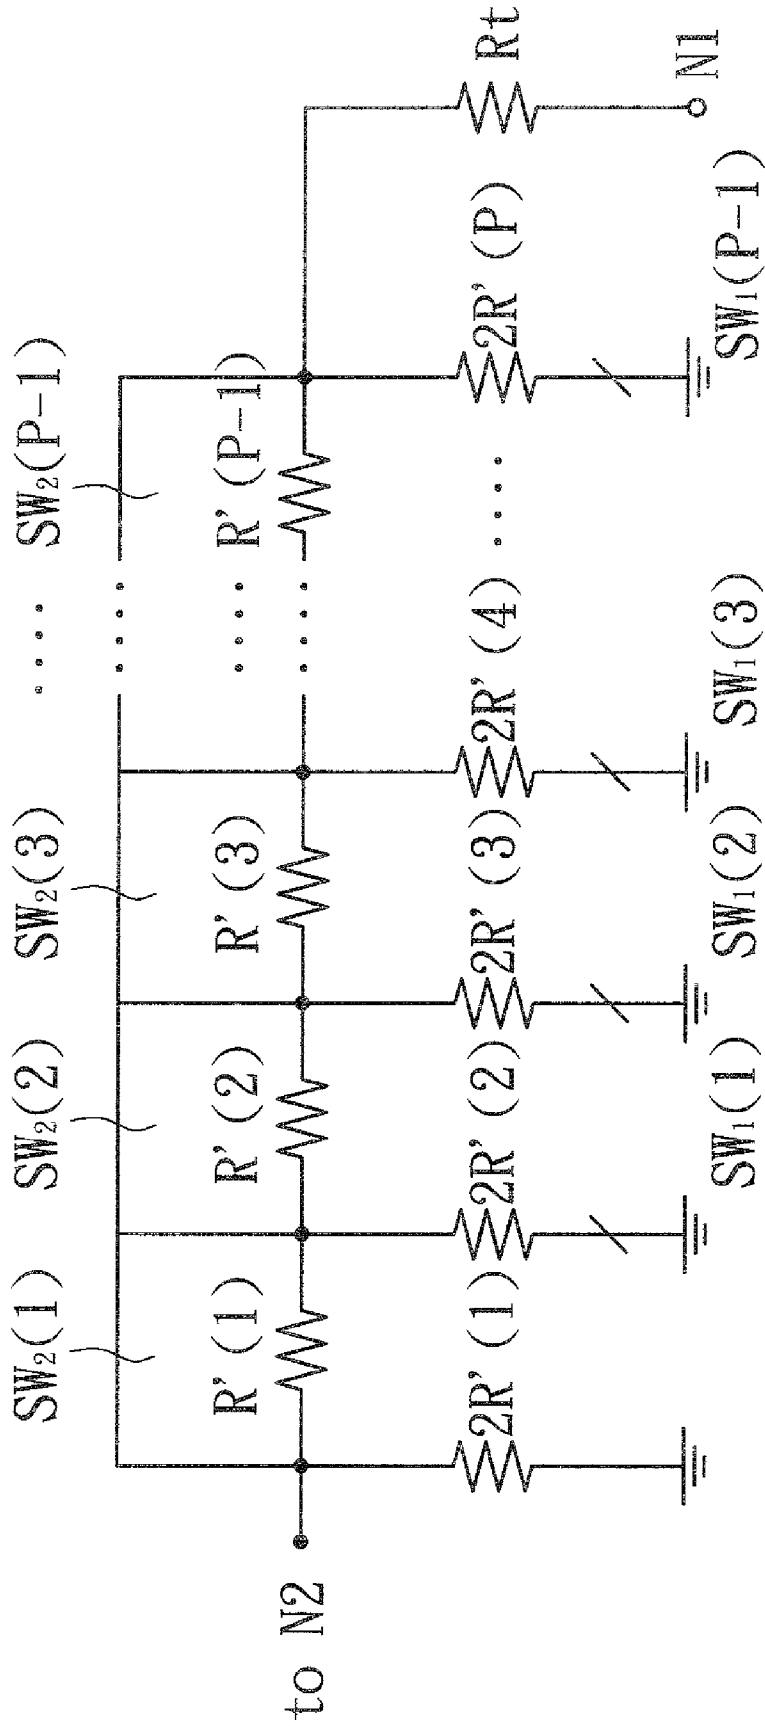 SW₂(1) SW₂(2) SW₂(3) SW₂(P-1)
R'(1) R'(2) R'(3) R'(P-1)
to N2
2R'(1) 2R'(2) 2R'(3) 2R'(4) 2R'(P) Rt
SW₁(1) SW₁(2) SW₁(3) SW₁(P-1) N1